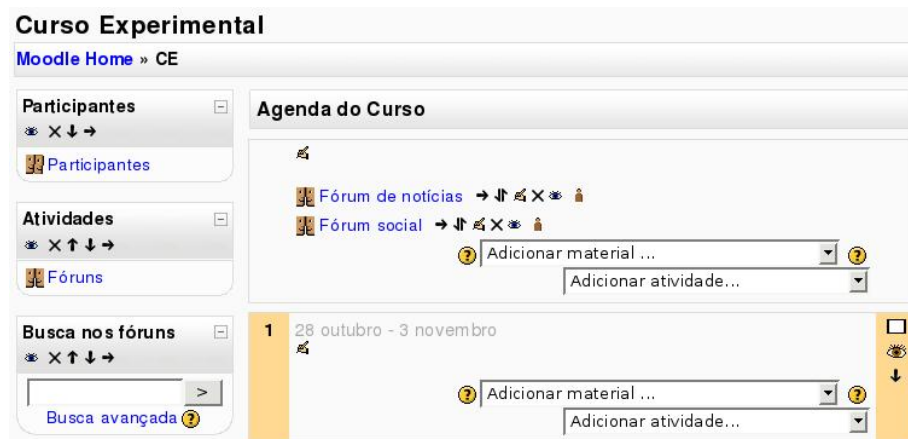 Curso Experimental
Moodle Home » CE
Participantes
Participantes
Atividades
Fóruns
Busca nos fóruns
>
Busca avançada ?
Agenda do Curso
Fórum de notícias
Fórum social
? Adicionar material ... ?
Adicionar atividade...
1 28 outubro - 3 novembro
? Adicionar material ... ?
Adicionar atividade...